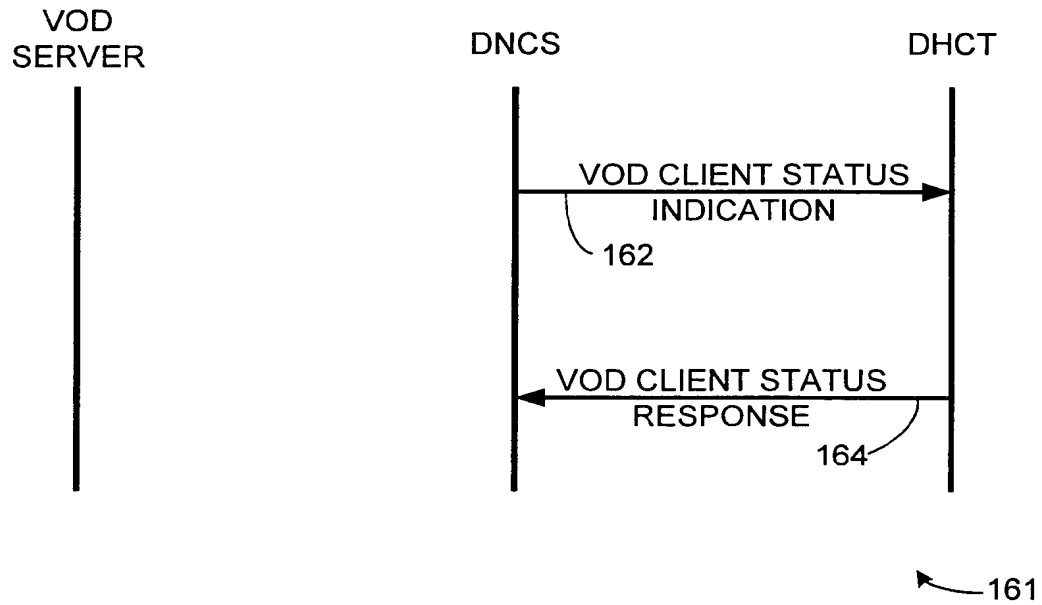 VOD
SERVER
DNCS
DHCT
VOD CLIENT STATUS
INDICATION
162
VOD CLIENT STATUS
RESPONSE
164
161